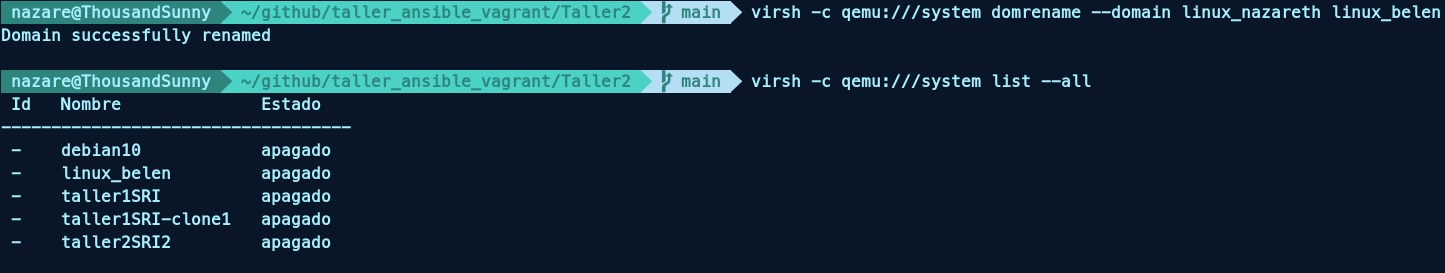 nazare@ThousandSunny ~/github/taller_ansible_vagrant/Taller2 main virsh -c qemu:///system domrename --domain linux_nazareth linux_belen
Domain successfully renamed
nazare@ThousandSunny ~/github/taller_ansible_vagrant/Taller2 main virsh -c qemu:///system list --all
Id Nombre Estado
-----------------------------------
- debian10 apagado
- linux_belen apagado
- taller1SRI apagado
- taller1SRI-clone1 apagado
- taller2SRI2 apagado